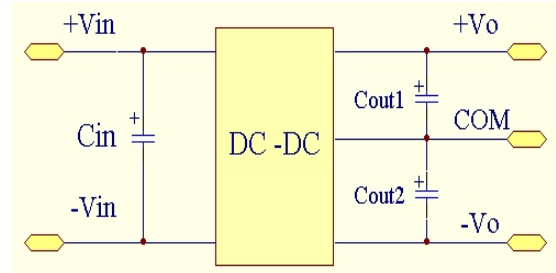 +Vin
+Vo
+
Cout1
+
COM
Cin
DC -DC
+
Cout2
-Vin
-Vo